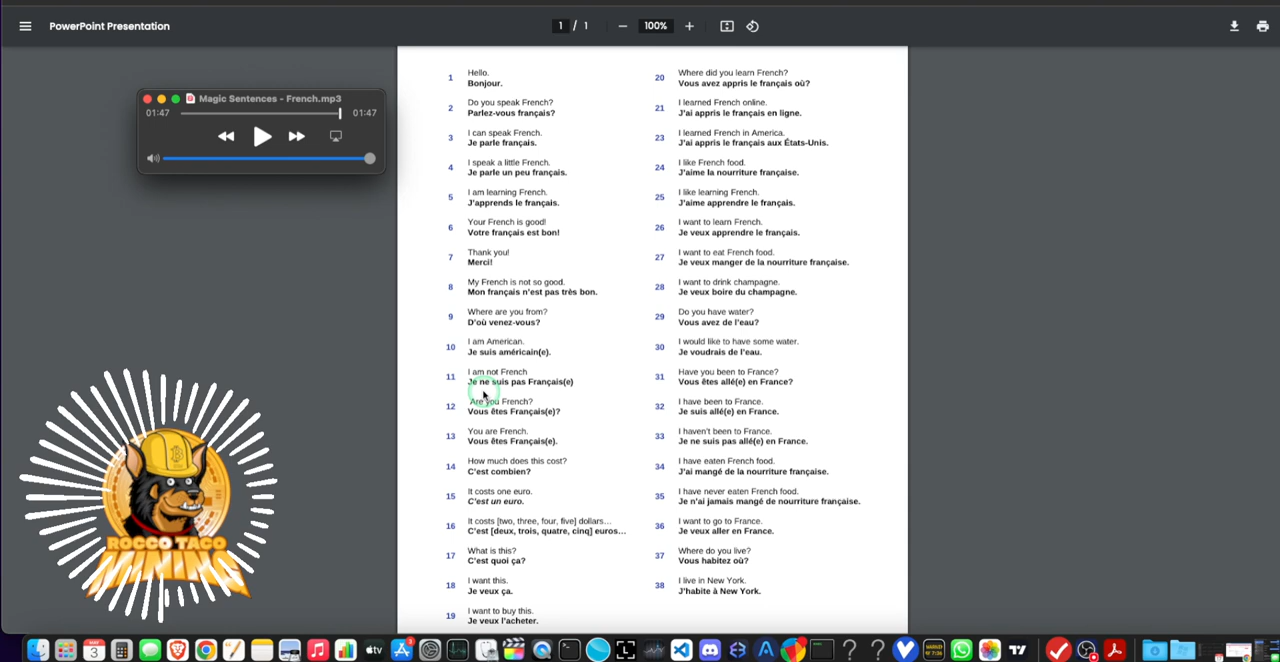 PowerPoint Presentation
1 / 1
100%
Magic Sentences - French.mp3
01:47
01:47
1 Hello.
Bonjour.
2 Do you speak French?
Parlez-vous français?
3 I can speak French.
Je parle français.
4 I speak a little French.
Je parle un peu français.
5 I am learning French.
J'apprends le français.
6 Your French is good!
Votre français est bon!
7 Thank you!
Merci!
8 My French is not so good.
Mon français n'est pas très bon.
9 Where are you from?
D'où venez-vous?
10 I am American.
Je suis américain(e).
11 I am not French
Je ne suis pas Français(e)
12 Are you French?
Vous êtes Français(e)?
13 You are French.
Vous êtes Français(e).
14 How much does this cost?
C'est combien?
15 It costs one euro.
C'est un euro.
16 It costs [two, three, four, five] dollars…
C'est [deux, trois, quatre, cinq] euros…
17 What is this?
C'est quoi ça?
18 I want this.
Je veux ça.
19 I want to buy this.
Je veux l'acheter.
20 Where did you learn French?
Vous avez appris le français où?
21 I learned French online.
J'ai appris le français en ligne.
23 I learned French in America.
J'ai appris le français aux États-Unis.
24 I like French food.
J'aime la nourriture française.
25 I like learning French.
J'aime apprendre le français.
26 I want to learn French.
Je veux apprendre le français.
27 I want to eat French food.
Je veux manger de la nourriture française.
28 I want to drink champagne.
Je veux boire du champagne.
29 Do you have water?
Vous avez de l'eau?
30 I would like to have some water.
Je voudrais de l'eau.
31 Have you been to France?
Vous êtes allé(e) en France?
32 I have been to France.
Je suis allé(e) en France.
33 I haven't been to France.
Je ne suis pas allé(e) en France.
34 I have eaten French food.
J'ai mangé de la nourriture française.
35 I have never eaten French food.
Je n'ai jamais mangé de nourriture française.
36 I want to go to France.
Je veux aller en France.
37 Where do you live?
Vous habitez où?
38 I live in New York.
J'habite à New York.
ROCCO TACO
MINING
3
tv
3